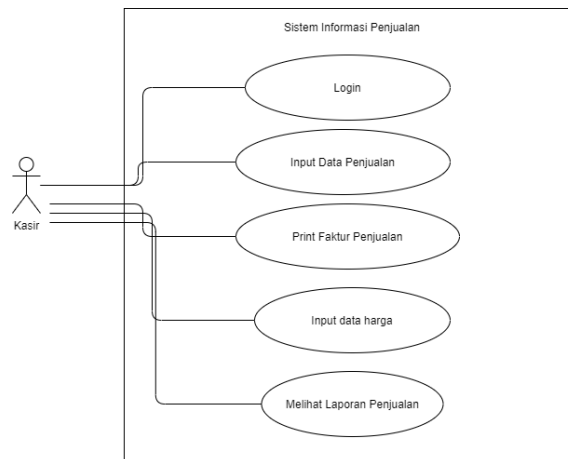 Sistem Informasi Penjualan
Login
Input Data Penjualan
Kasir
Print Faktur Penjualan
Input data harga
Melihat Laporan Penjualan